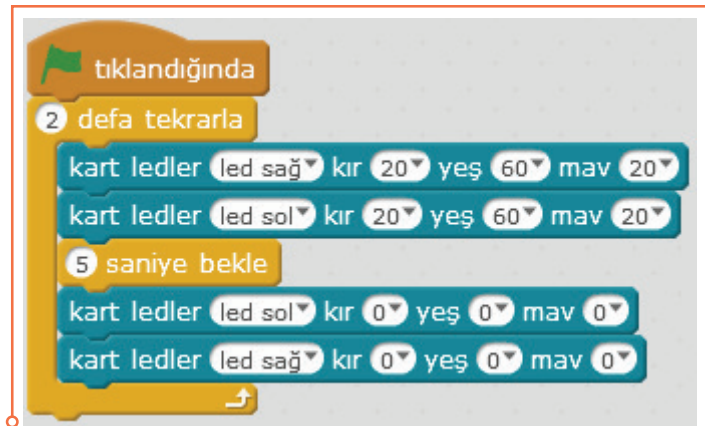 tıklandığında
2 defa tekrarla
kart ledler led sağ kır 20 yeş 60 mav 20
kart ledler led sol kır 20 yeş 60 mav 20
5 saniye bekle
kart ledler led sol kır 0 yeş 0 mav 0
kart ledler led sağ kır 0 yeş 0 mav 0